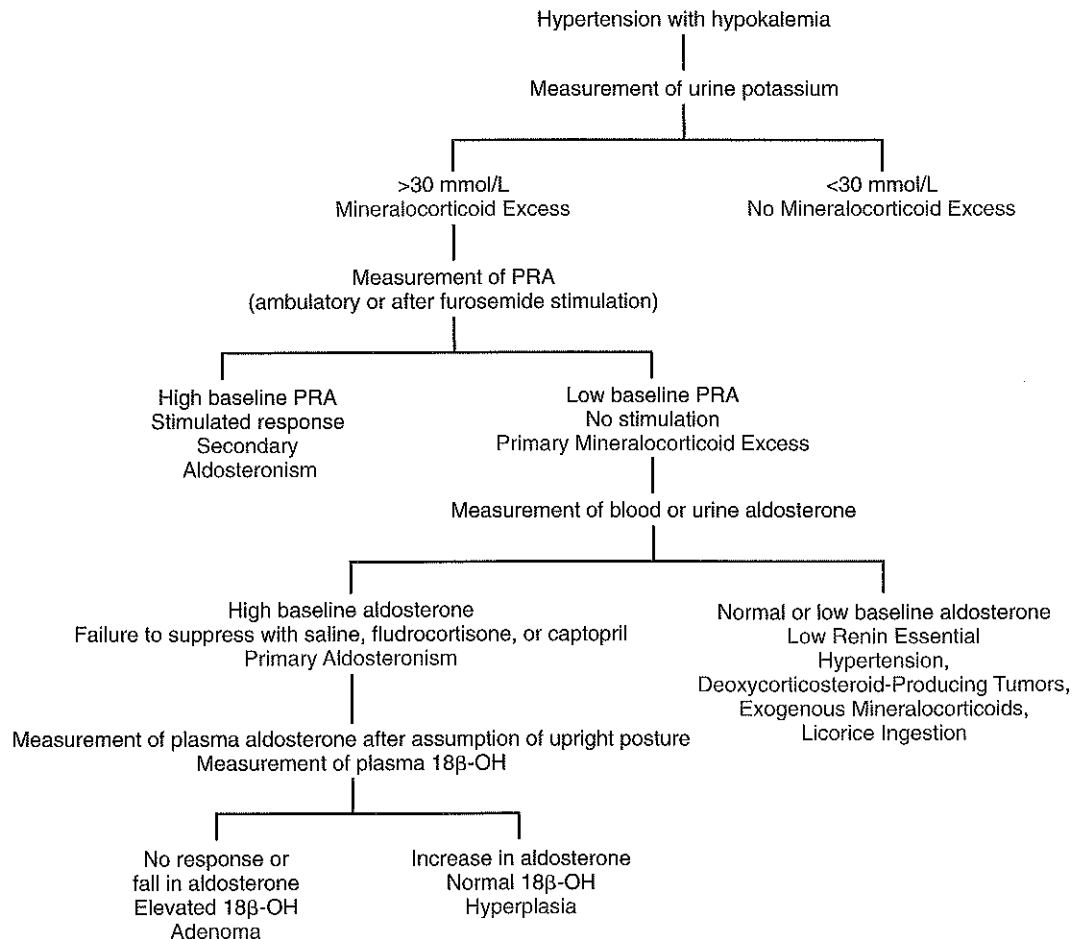 Hypertension with hypokalemia
Measurement of urine potassium
>30 mmol/L
Mineralocorticoid Excess
<30 mmol/L
No Mineralocorticoid Excess
Measurement of PRA
(ambulatory or after furosemide stimulation)
High baseline PRA
Stimulated response
Secondary
Aldosteronism
Low baseline PRA
No stimulation
Primary Mineralocorticoid Excess
Measurement of blood or urine aldosterone
High baseline aldosterone
Failure to suppress with saline, fludrocortisone, or captopril
Primary Aldosteronism
Normal or low baseline aldosterone
Low Renin Essential
Hypertension,
Deoxycorticosteroid-Producing Tumors,
Exogenous Mineralocorticoids,
Licorice Ingestion
Measurement of plasma aldosterone after assumption of upright posture
Measurement of plasma 18β-OH
No response or
fall in aldosterone
Elevated 18β-OH
Adenoma
Increase in aldosterone
Normal 18β-OH
Hyperplasia